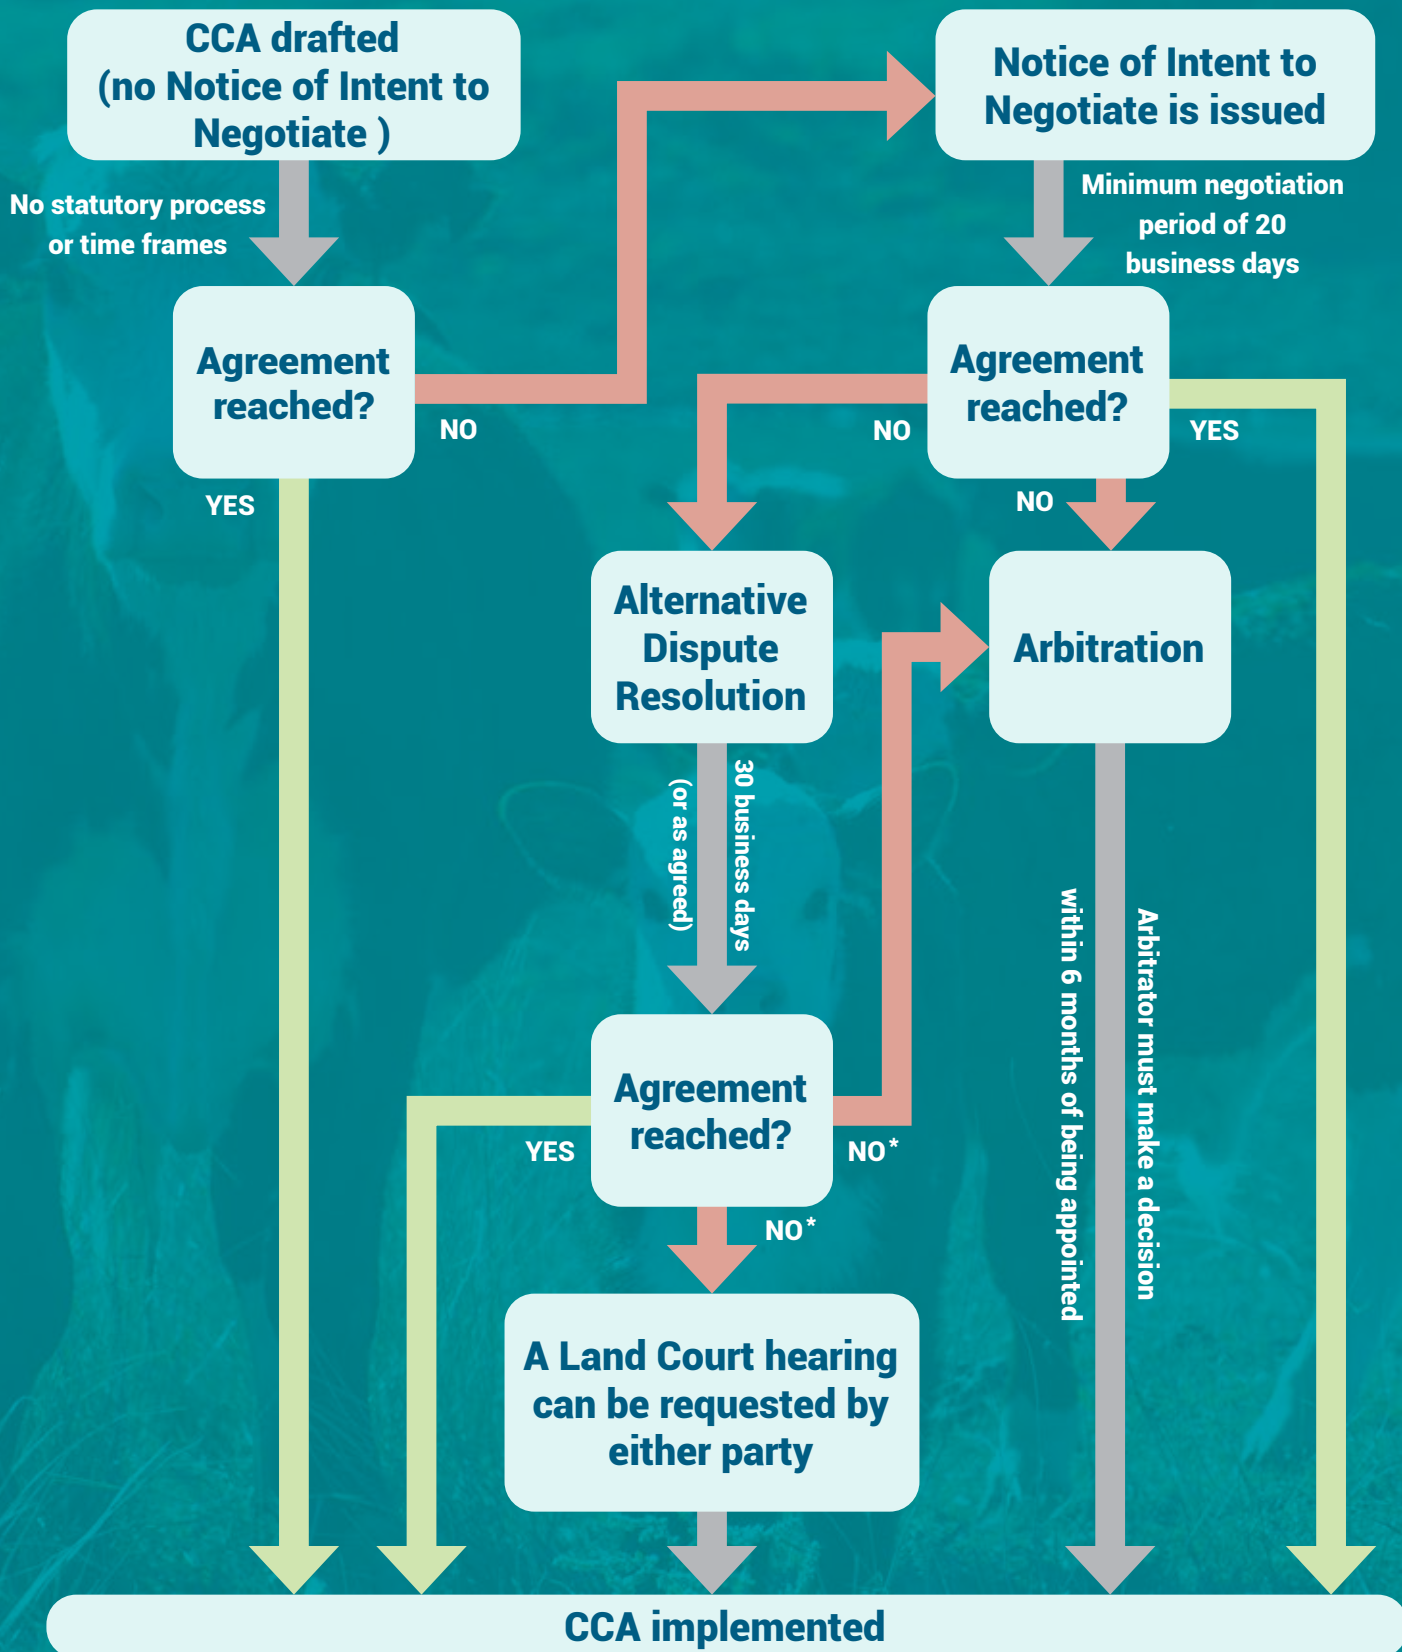 CCA drafted
(no Notice of Intent to
Negotiate )
Notice of Intent to
Negotiate is issued
No statutory process
or time frames
Minimum negotiation
period of 20
business days
Agreement
reached?
NO
YES
Agreement
reached?
NO
YES
NO
Alternative
Dispute
Resolution
Arbitration
30 business days
(or as agreed)
Arbitrator must make a decision
within 6 months of being appointed
Agreement
reached?
YES
NO*
NO*
A Land Court hearing
can be requested by
either party
CCA implemented